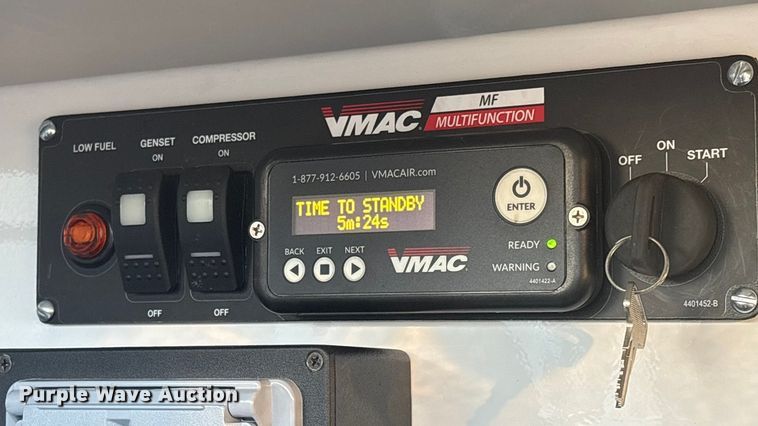 VMAC
MF
MULTIFUNCTION
LOW FUEL
GENSET
ON
COMPRESSOR
ON
OFF
OFF
1-877-912-6605 | VMACAIR.com
TIME TO STANDBY
5m:24s
ENTER
BACK EXIT NEXT
VMAC
READY
WARNING
4401422-A
OFF
ON
START
4401452-B
Purple Wave Auction